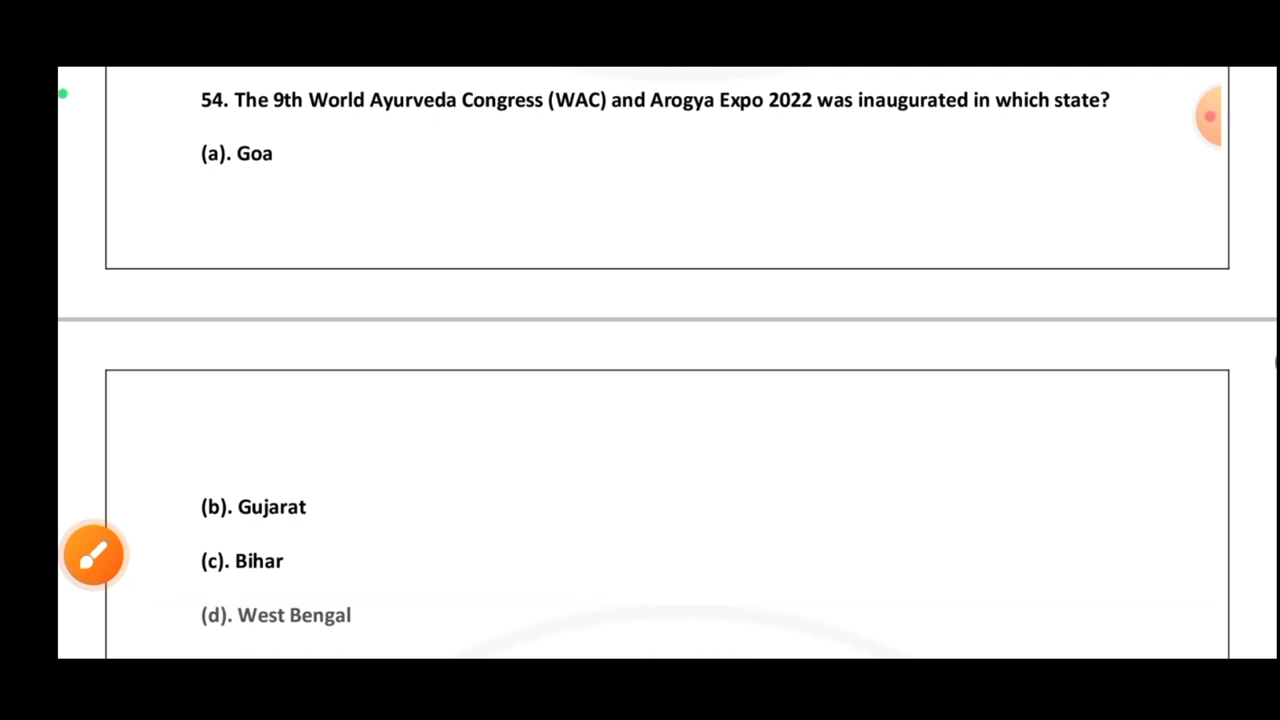 54. The 9th World Ayurveda Congress (WAC) and Arogya Expo 2022 was inaugurated in which state?
(a). Goa
(b). Gujarat
(c). Bihar
(d). West Bengal